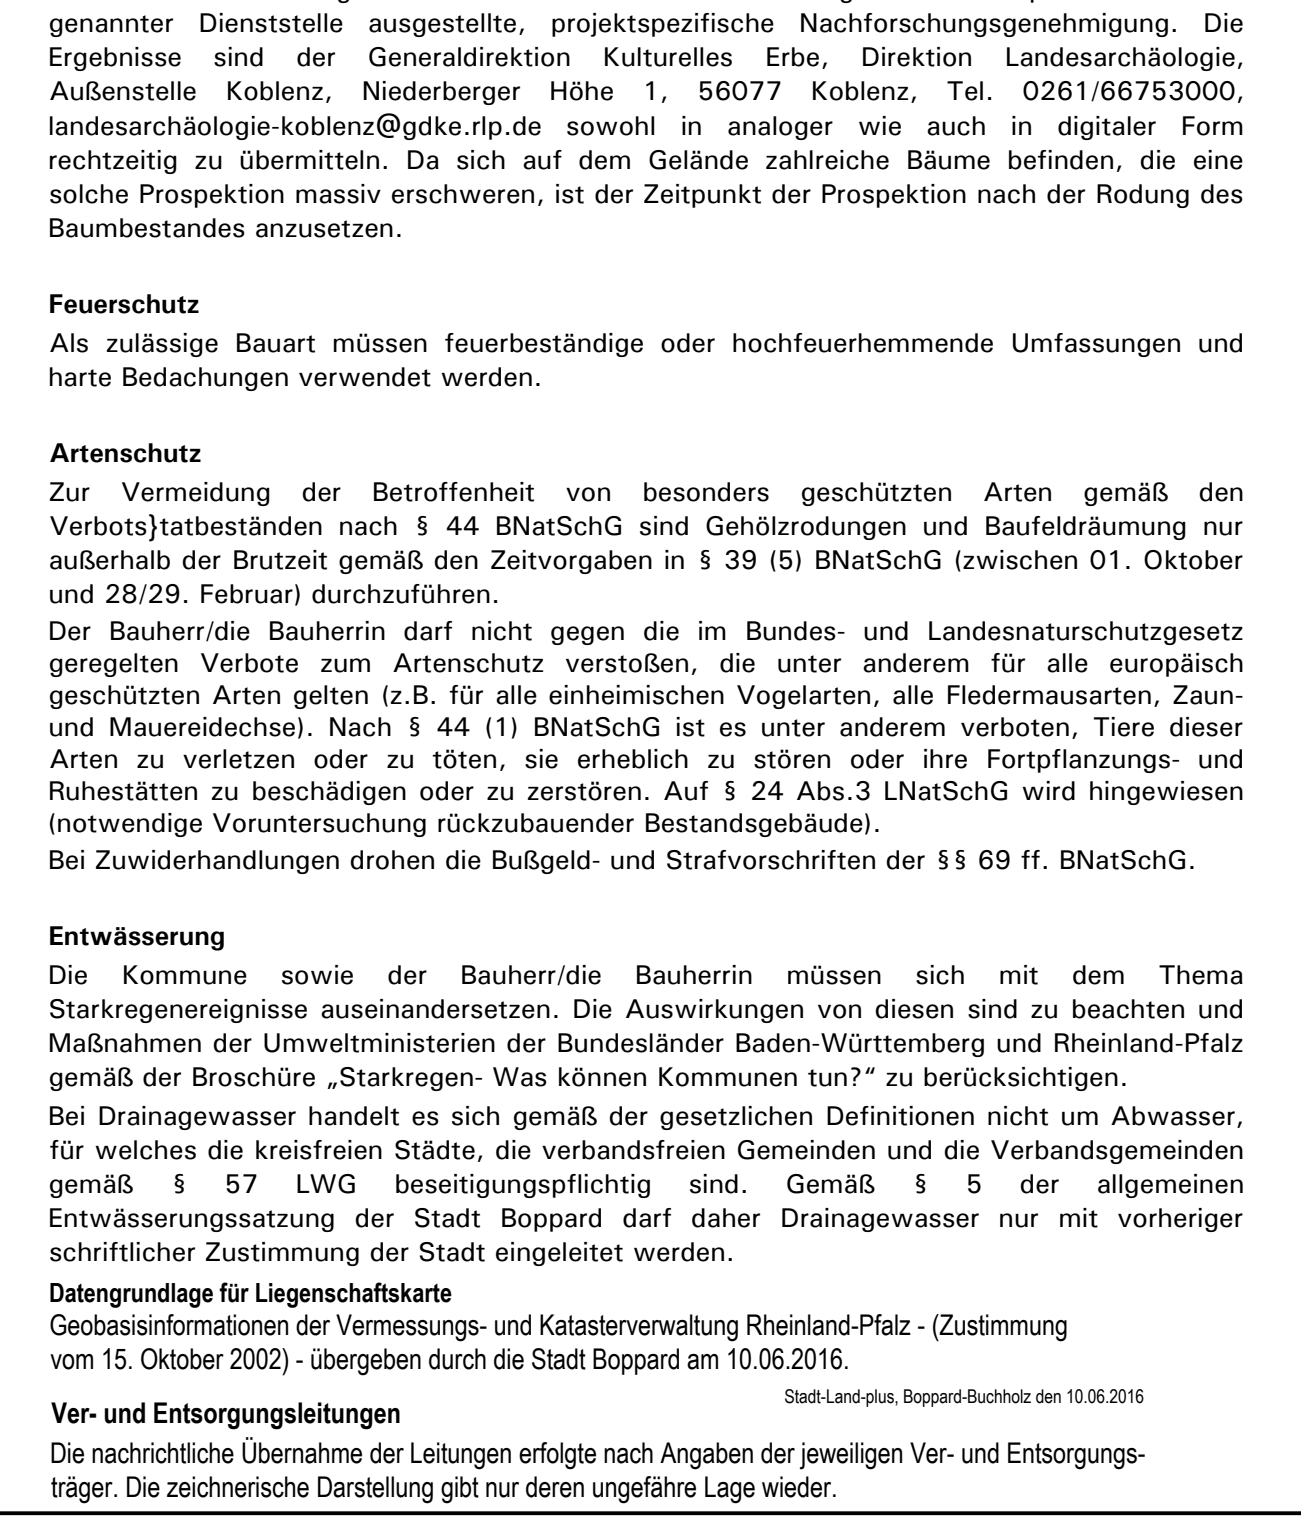 genannter Dienststelle ausgestellte, projektspezifische Nachforschungsgenehmigung. Die
Ergebnisse sind der Generaldirektion Kulturelles Erbe, Direktion Landesarchäologie,
Außenstelle Koblenz, Niederberger Höhe 1, 56077 Koblenz, Tel. 0261/66753000,
landesarchäologie-koblenz@gdke.rlp.de sowohl in analoger wie auch in digitaler Form
rechtzeitig zu übermitteln. Da sich auf dem Gelände zahlreiche Bäume befinden, die eine
solche Prospektion massiv erschweren, ist der Zeitpunkt der Prospektion nach der Rodung des
Baumbestandes anzusetzen.
Feuerschutz
Als zulässige Bauart müssen feuerbeständige oder hochfeuerhemmende Umfassungen und
harte Bedachungen verwendet werden.
Artenschutz
Zur Vermeidung der Betroffenheit von besonders geschützten Arten gemäß den
Verbots}tatbeständen nach § 44 BNatSchG sind Gehölzrodungen und Baufeldräumung nur
außerhalb der Brutzeit gemäß den Zeitvorgaben in § 39 (5) BNatSchG (zwischen 01. Oktober
und 28/29. Februar) durchzuführen.
Der Bauherr/die Bauherrin darf nicht gegen die im Bundes- und Landesnaturschutzgesetz
geregelten Verbote zum Artenschutz verstoßen, die unter anderem für alle europäisch
geschützten Arten gelten (z.B. für alle einheimischen Vogelarten, alle Fledermausarten, Zaun-
und Mauereidechse). Nach § 44 (1) BNatSchG ist es unter anderem verboten, Tiere dieser
Arten zu verletzen oder zu töten, sie erheblich zu stören oder ihre Fortpflanzungs- und
Ruhestätten zu beschädigen oder zu zerstören. Auf § 24 Abs.3 LNatSchG wird hingewiesen
(notwendige Voruntersuchung rückzubauender Bestandsgebäude).
Bei Zuwiderhandlungen drohen die Bußgeld- und Strafvorschriften der §§ 69 ff. BNatSchG.
Entwässerung
Die Kommune sowie der Bauherr/die Bauherrin müssen sich mit dem Thema
Starkregenereignisse auseinandersetzen. Die Auswirkungen von diesen sind zu beachten und
Maßnahmen der Umweltministerien der Bundesländer Baden-Württemberg und Rheinland-Pfalz
gemäß der Broschüre „Starkregen- Was können Kommunen tun?“ zu berücksichtigen.
Bei Drainagewasser handelt es sich gemäß der gesetzlichen Definitionen nicht um Abwasser,
für welches die kreisfreien Städte, die verbandsfreien Gemeinden und die Verbandsgemeinden
gemäß § 57 LWG beseitigungspflichtig sind. Gemäß § 5 der allgemeinen
Entwässerungssatzung der Stadt Boppard darf daher Drainagewasser nur mit vorheriger
schriftlicher Zustimmung der Stadt eingeleitet werden.
Datengrundlage für Liegenschaftskarte
Geobasisinformationen der Vermessungs- und Katasterverwaltung Rheinland-Pfalz - (Zustimmung
vom 15. Oktober 2002) - übergeben durch die Stadt Boppard am 10.06.2016.
Stadt-Land-plus, Boppard-Buchholz den 10.06.2016
Ver- und Entsorgungsleitungen
Die nachrichtliche Übernahme der Leitungen erfolgte nach Angaben der jeweiligen Ver- und Entsorgungs-
träger. Die zeichnerische Darstellung gibt nur deren ungefähre Lage wieder.